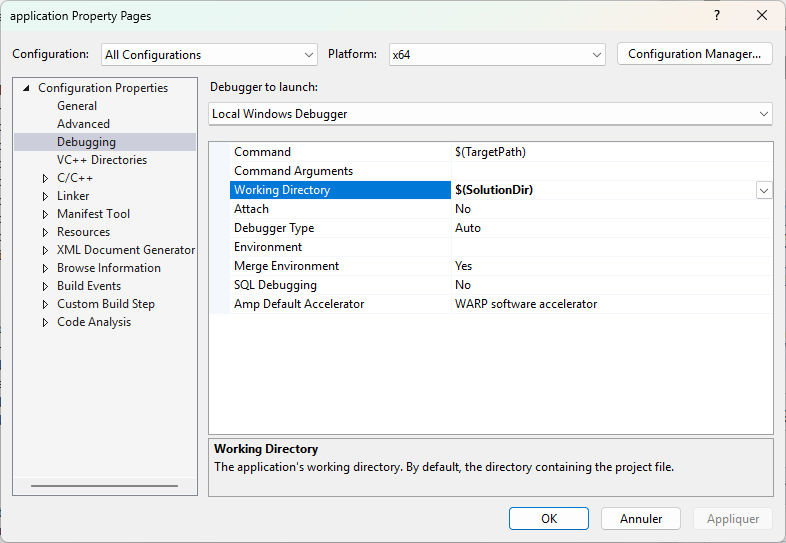 application Property Pages
?
Configuration: All Configurations Platform: x64 Configuration Manager...
Configuration Properties
General
Advanced
Debugging
VC++ Directories
C/C++
Linker
Manifest Tool
Resources
XML Document Generator
Browse Information
Build Events
Custom Build Step
Code Analysis
Debugger to launch:
Local Windows Debugger
Command $(TargetPath)
Command Arguments
Working Directory $(SolutionDir)
Attach No
Debugger Type Auto
Environment
Merge Environment Yes
SQL Debugging No
Amp Default Accelerator WARP software accelerator
Working Directory
The application's working directory. By default, the directory containing the project file.
OK Annuler Appliquer